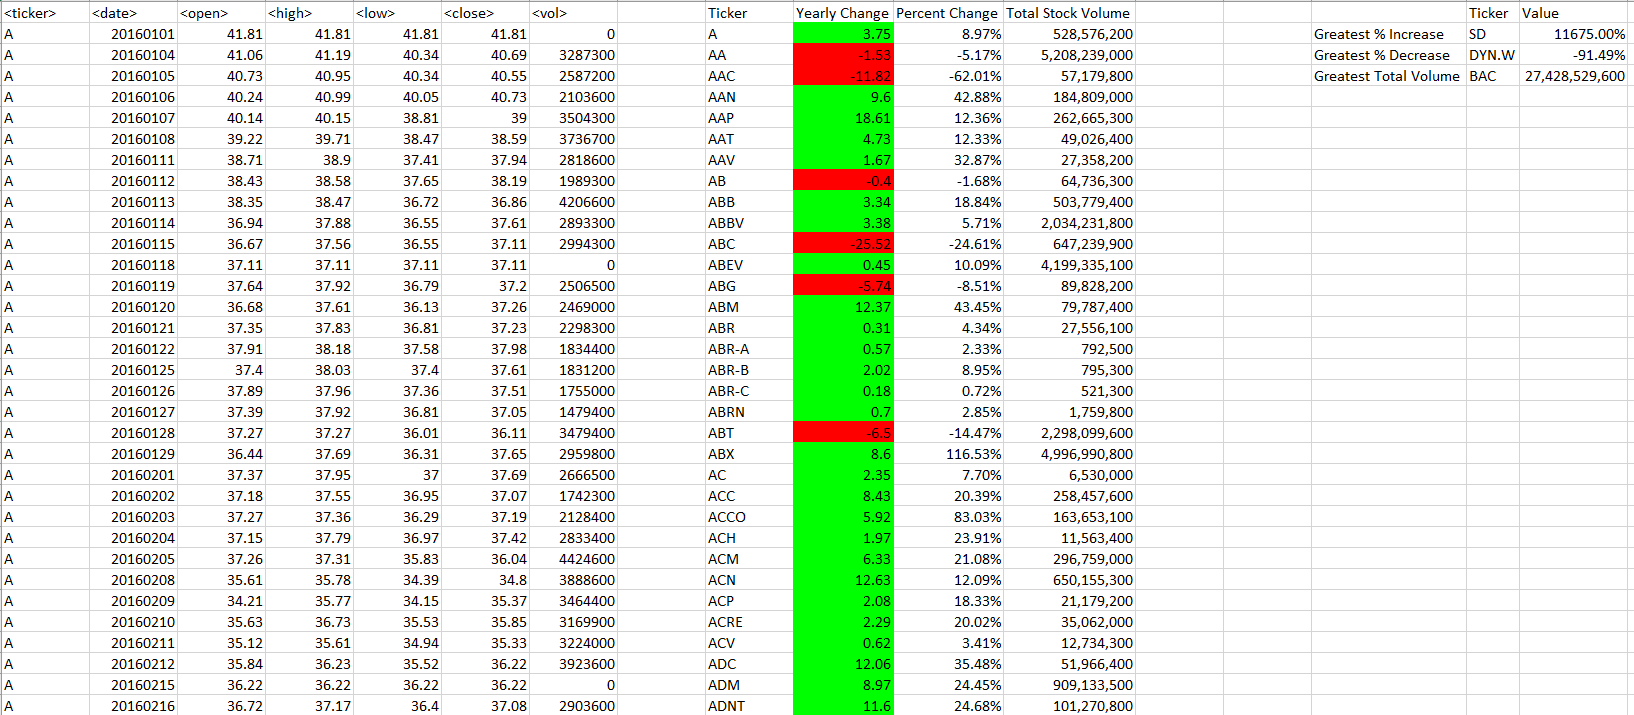 <ticker> <date> <open> <high> <low> <close> <vol> Ticker Yearly Change Percent Change Total Stock Volume Ticker Value
A 20160101 41.81 41.81 41.81 41.81 0 A 3.75 8.97% 528,576,200 Greatest % Increase SD 11675.00%
A 20160104 41.06 41.19 40.34 40.69 3287300 AA -1.53 -5.17% 5,208,239,000 Greatest % Decrease DYN.W -91.49%
A 20160105 40.73 40.95 40.34 40.55 2587200 AAC -11.82 -62.01% 57,179,800 Greatest Total Volume BAC 27,428,529,600
A 20160106 40.24 40.99 40.05 40.73 2103600 AAN 9.6 42.88% 184,809,000
A 20160107 40.14 40.15 38.81 39 3504300 AAP 18.61 12.36% 262,665,300
A 20160108 39.22 39.71 38.47 38.59 3736700 AAT 4.73 12.33% 49,026,400
A 20160111 38.71 38.9 37.41 37.94 2818600 AAV 1.67 32.87% 27,358,200
A 20160112 38.43 38.58 37.65 38.19 1989300 AB -0.4 -1.68% 64,736,300
A 20160113 38.35 38.47 36.72 36.86 4206600 ABB 3.34 18.84% 503,779,400
A 20160114 36.94 37.88 36.55 37.61 2893300 ABBV 3.38 5.71% 2,034,231,800
A 20160115 36.67 37.56 36.55 37.11 2994300 ABC -25.52 -24.61% 647,239,900
A 20160118 37.11 37.11 37.11 37.11 0 ABEV 0.45 10.09% 4,199,335,100
A 20160119 37.64 37.92 36.79 37.2 2506500 ABG -5.74 -8.51% 89,828,200
A 20160120 36.68 37.61 36.13 37.26 2469000 ABM 12.37 43.45% 79,787,400
A 20160121 37.35 37.83 36.81 37.23 2298300 ABR 0.31 4.34% 27,556,100
A 20160122 37.91 38.18 37.58 37.98 1834400 ABR-A 0.57 2.33% 792,500
A 20160125 37.4 38.03 37.4 37.61 1831200 ABR-B 2.02 8.95% 795,300
A 20160126 37.89 37.96 37.36 37.51 1755000 ABR-C 0.18 0.72% 521,300
A 20160127 37.39 37.92 36.81 37.05 1479400 ABRN 0.7 2.85% 1,759,800
A 20160128 37.27 37.27 36.01 36.11 3479400 ABT -6.5 -14.47% 2,298,099,600
A 20160129 36.44 37.69 36.31 37.65 2959800 ABX 8.6 116.53% 4,996,990,800
A 20160201 37.37 37.95 37 37.69 2666500 AC 2.35 7.70% 6,530,000
A 20160202 37.18 37.55 36.95 37.07 1742300 ACC 8.43 20.39% 258,457,600
A 20160203 37.27 37.36 36.29 37.19 2128400 ACCO 5.92 83.03% 163,653,100
A 20160204 37.15 37.79 36.97 37.42 2833400 ACH 1.97 23.91% 11,563,400
A 20160205 37.26 37.31 35.83 36.04 4424600 ACM 6.33 21.08% 296,759,000
A 20160208 35.61 35.78 34.39 34.8 3888600 ACN 12.63 12.09% 650,155,300
A 20160209 34.21 35.77 34.15 35.37 3464400 ACP 2.08 18.33% 21,179,200
A 20160210 35.63 36.73 35.53 35.85 3169900 ACRE 2.29 20.02% 35,062,000
A 20160211 35.12 35.61 34.94 35.33 3224000 ACV 0.62 3.41% 12,734,300
A 20160212 35.84 36.23 35.52 36.22 3923600 ADC 12.06 35.48% 51,966,400
A 20160215 36.22 36.22 36.22 36.22 0 ADM 8.97 24.45% 909,133,500
A 20160216 36.72 37.17 36.4 37.08 2903600 ADNT 11.6 24.68% 101,270,800